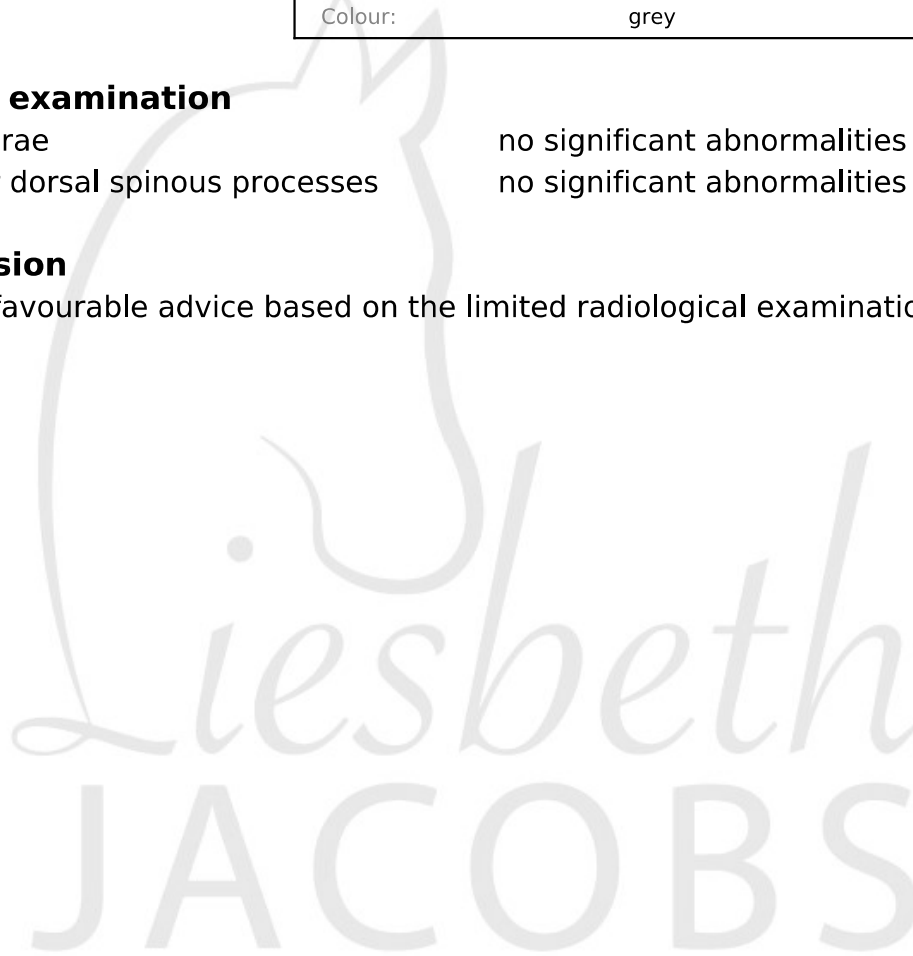 Colour: grey
examination
rae no significant abnormalities
dorsal spinous processes no significant abnormalities
sion
favourable advice based on the limited radiological examinatio
Liesbeth
JACOBS